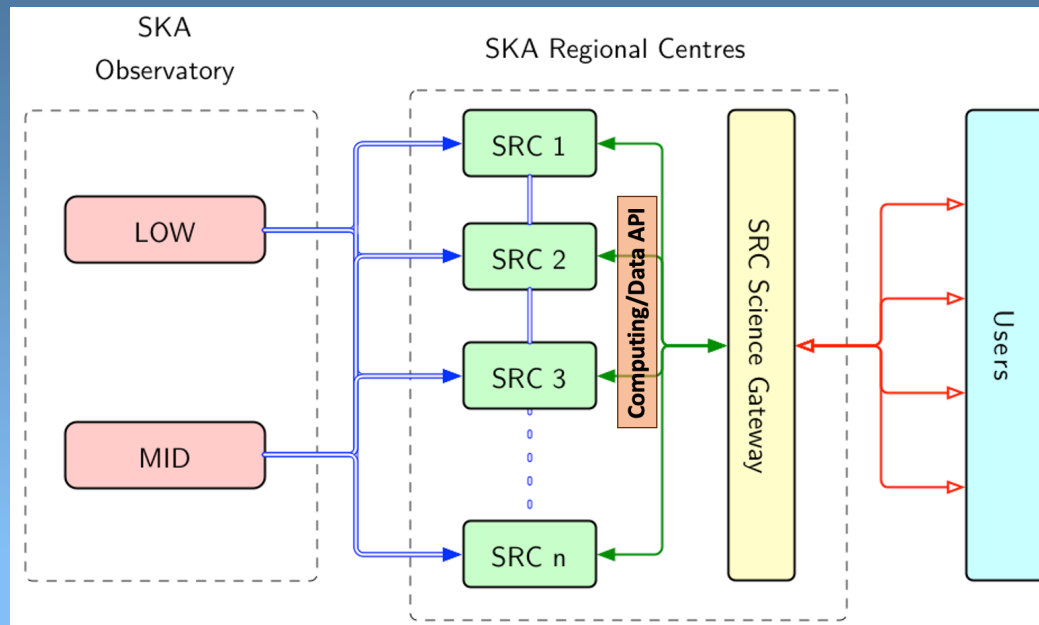 SKA
Observatory
SKA Regional Centres
LOW
MID
SRC 1
SRC 2
SRC 3
SRC n
Computing/Data API
SRC Science Gateway
Users